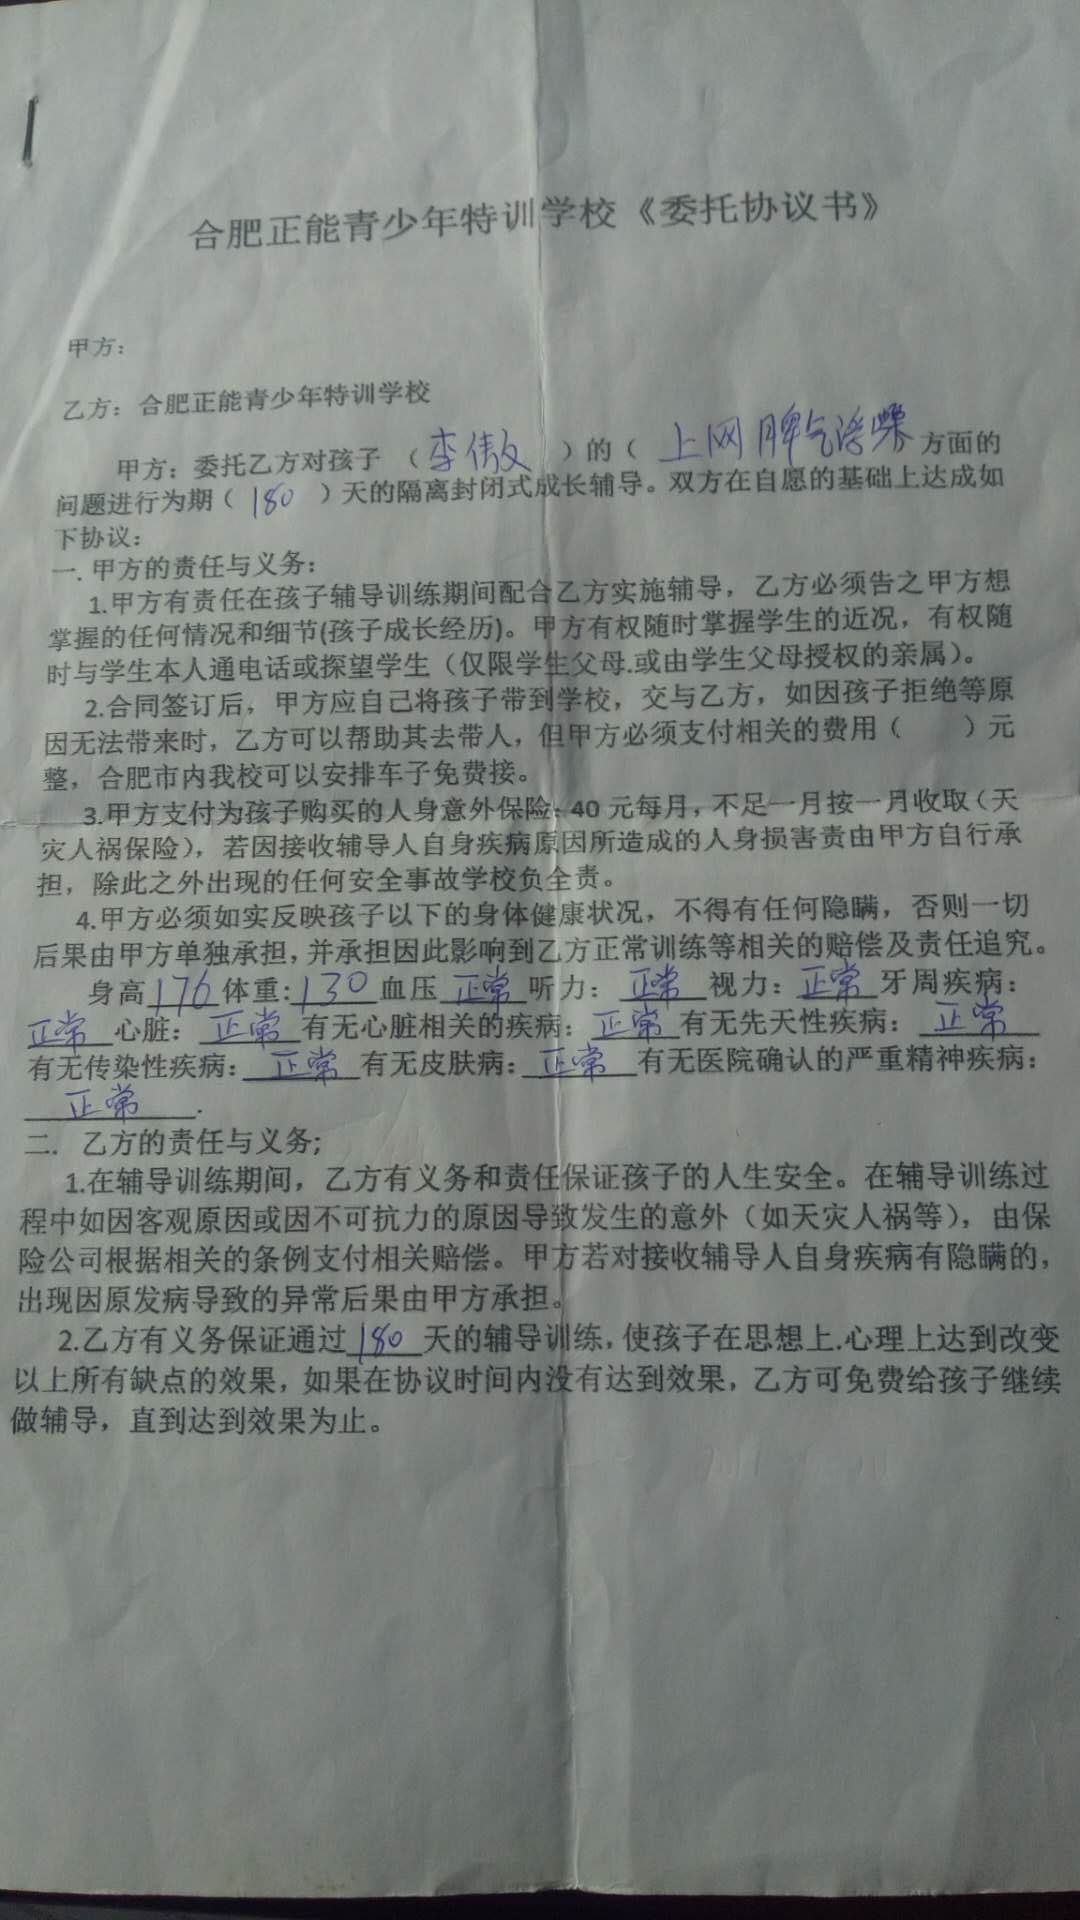 合肥正能青少年特训学校《委托协议书》
甲方：
乙方：合肥正能青少年特训学校
甲方：委托乙方对孩子（李傲）的（上网脾气浮噪方面的
问题进行为期（180）天的隔离封闭式成长辅导。双方在自愿的基础上达成如
下协议：
一. 甲方的责任与义务：
1.甲方有责任在孩子辅导训练期间配合乙方实施辅导，乙方必须告之甲方想
掌握的任何情况和细节(孩子成长经历)。甲方有权随时掌握学生的近况，有权随
时与学生本人通电话或探望学生（仅限学生父母.或由学生父母授权的亲属）。
2.合同签订后，甲方应自己将孩子带到学校，交与乙方，如因孩子拒绝等原
因无法带来时，乙方可以帮助其去带人，但甲方必须支付相关的费用（ ）元
整，合肥市内我校可以安排车子免费接。
3.甲方支付为孩子购买的人身意外保险：40元每月，不足一月按一月收取（天
灾人祸保险），若因接收辅导人自身疾病原因所造成的人身损害责由甲方自行承
担，除此之外出现的任何安全事故学校负全责。
4.甲方必须如实反映孩子以下的身体健康状况，不得有任何隐瞒，否则一切
后果由甲方单独承担，并承担因此影响到乙方正常训练等相关的赔偿及责任追究。
身高176体重:130血压正常听力：正常视力：正常牙周疾病：
正常心脏：正常有无心脏相关的疾病：正常有无先天性疾病：正常
有无传染性疾病：正常有无皮肤病：正常有无医院确认的严重精神疾病：
正常.
二. 乙方的责任与义务;
1.在辅导训练期间，乙方有义务和责任保证孩子的人生安全。在辅导训练过
程中如因客观原因或因不可抗力的原因导致发生的意外（如天灾人祸等），由保
险公司根据相关的条例支付相关赔偿。甲方若对接收辅导人自身疾病有隐瞒的，
出现因原发病导致的异常后果由甲方承担。
2.乙方有义务保证通过180天的辅导训练，使孩子在思想上.心理上达到改变
以上所有缺点的效果，如果在协议时间内没有达到效果，乙方可免费给孩子继续
做辅导，直到达到效果为止。